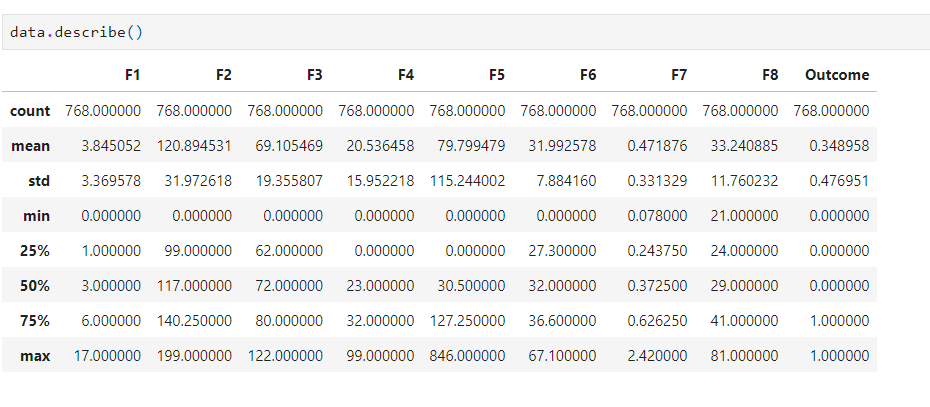 data.describe()
F1 F2 F3 F4 F5 F6 F7 F8 Outcome
count 768.000000 768.000000 768.000000 768.000000 768.000000 768.000000 768.000000 768.000000 768.000000
mean 3.845052 120.894531 69.105469 20.536458 79.799479 31.992578 0.471876 33.240885 0.348958
std 3.369578 31.972618 19.355807 15.952218 115.244002 7.884160 0.331329 11.760232 0.476951
min 0.000000 0.000000 0.000000 0.000000 0.000000 0.000000 0.078000 21.000000 0.000000
25% 1.000000 99.000000 62.000000 0.000000 0.000000 27.300000 0.243750 24.000000 0.000000
50% 3.000000 117.000000 72.000000 23.000000 30.500000 32.000000 0.372500 29.000000 0.000000
75% 6.000000 140.250000 80.000000 32.000000 127.250000 36.600000 0.626250 41.000000 1.000000
max 17.000000 199.000000 122.000000 99.000000 846.000000 67.100000 2.420000 81.000000 1.000000